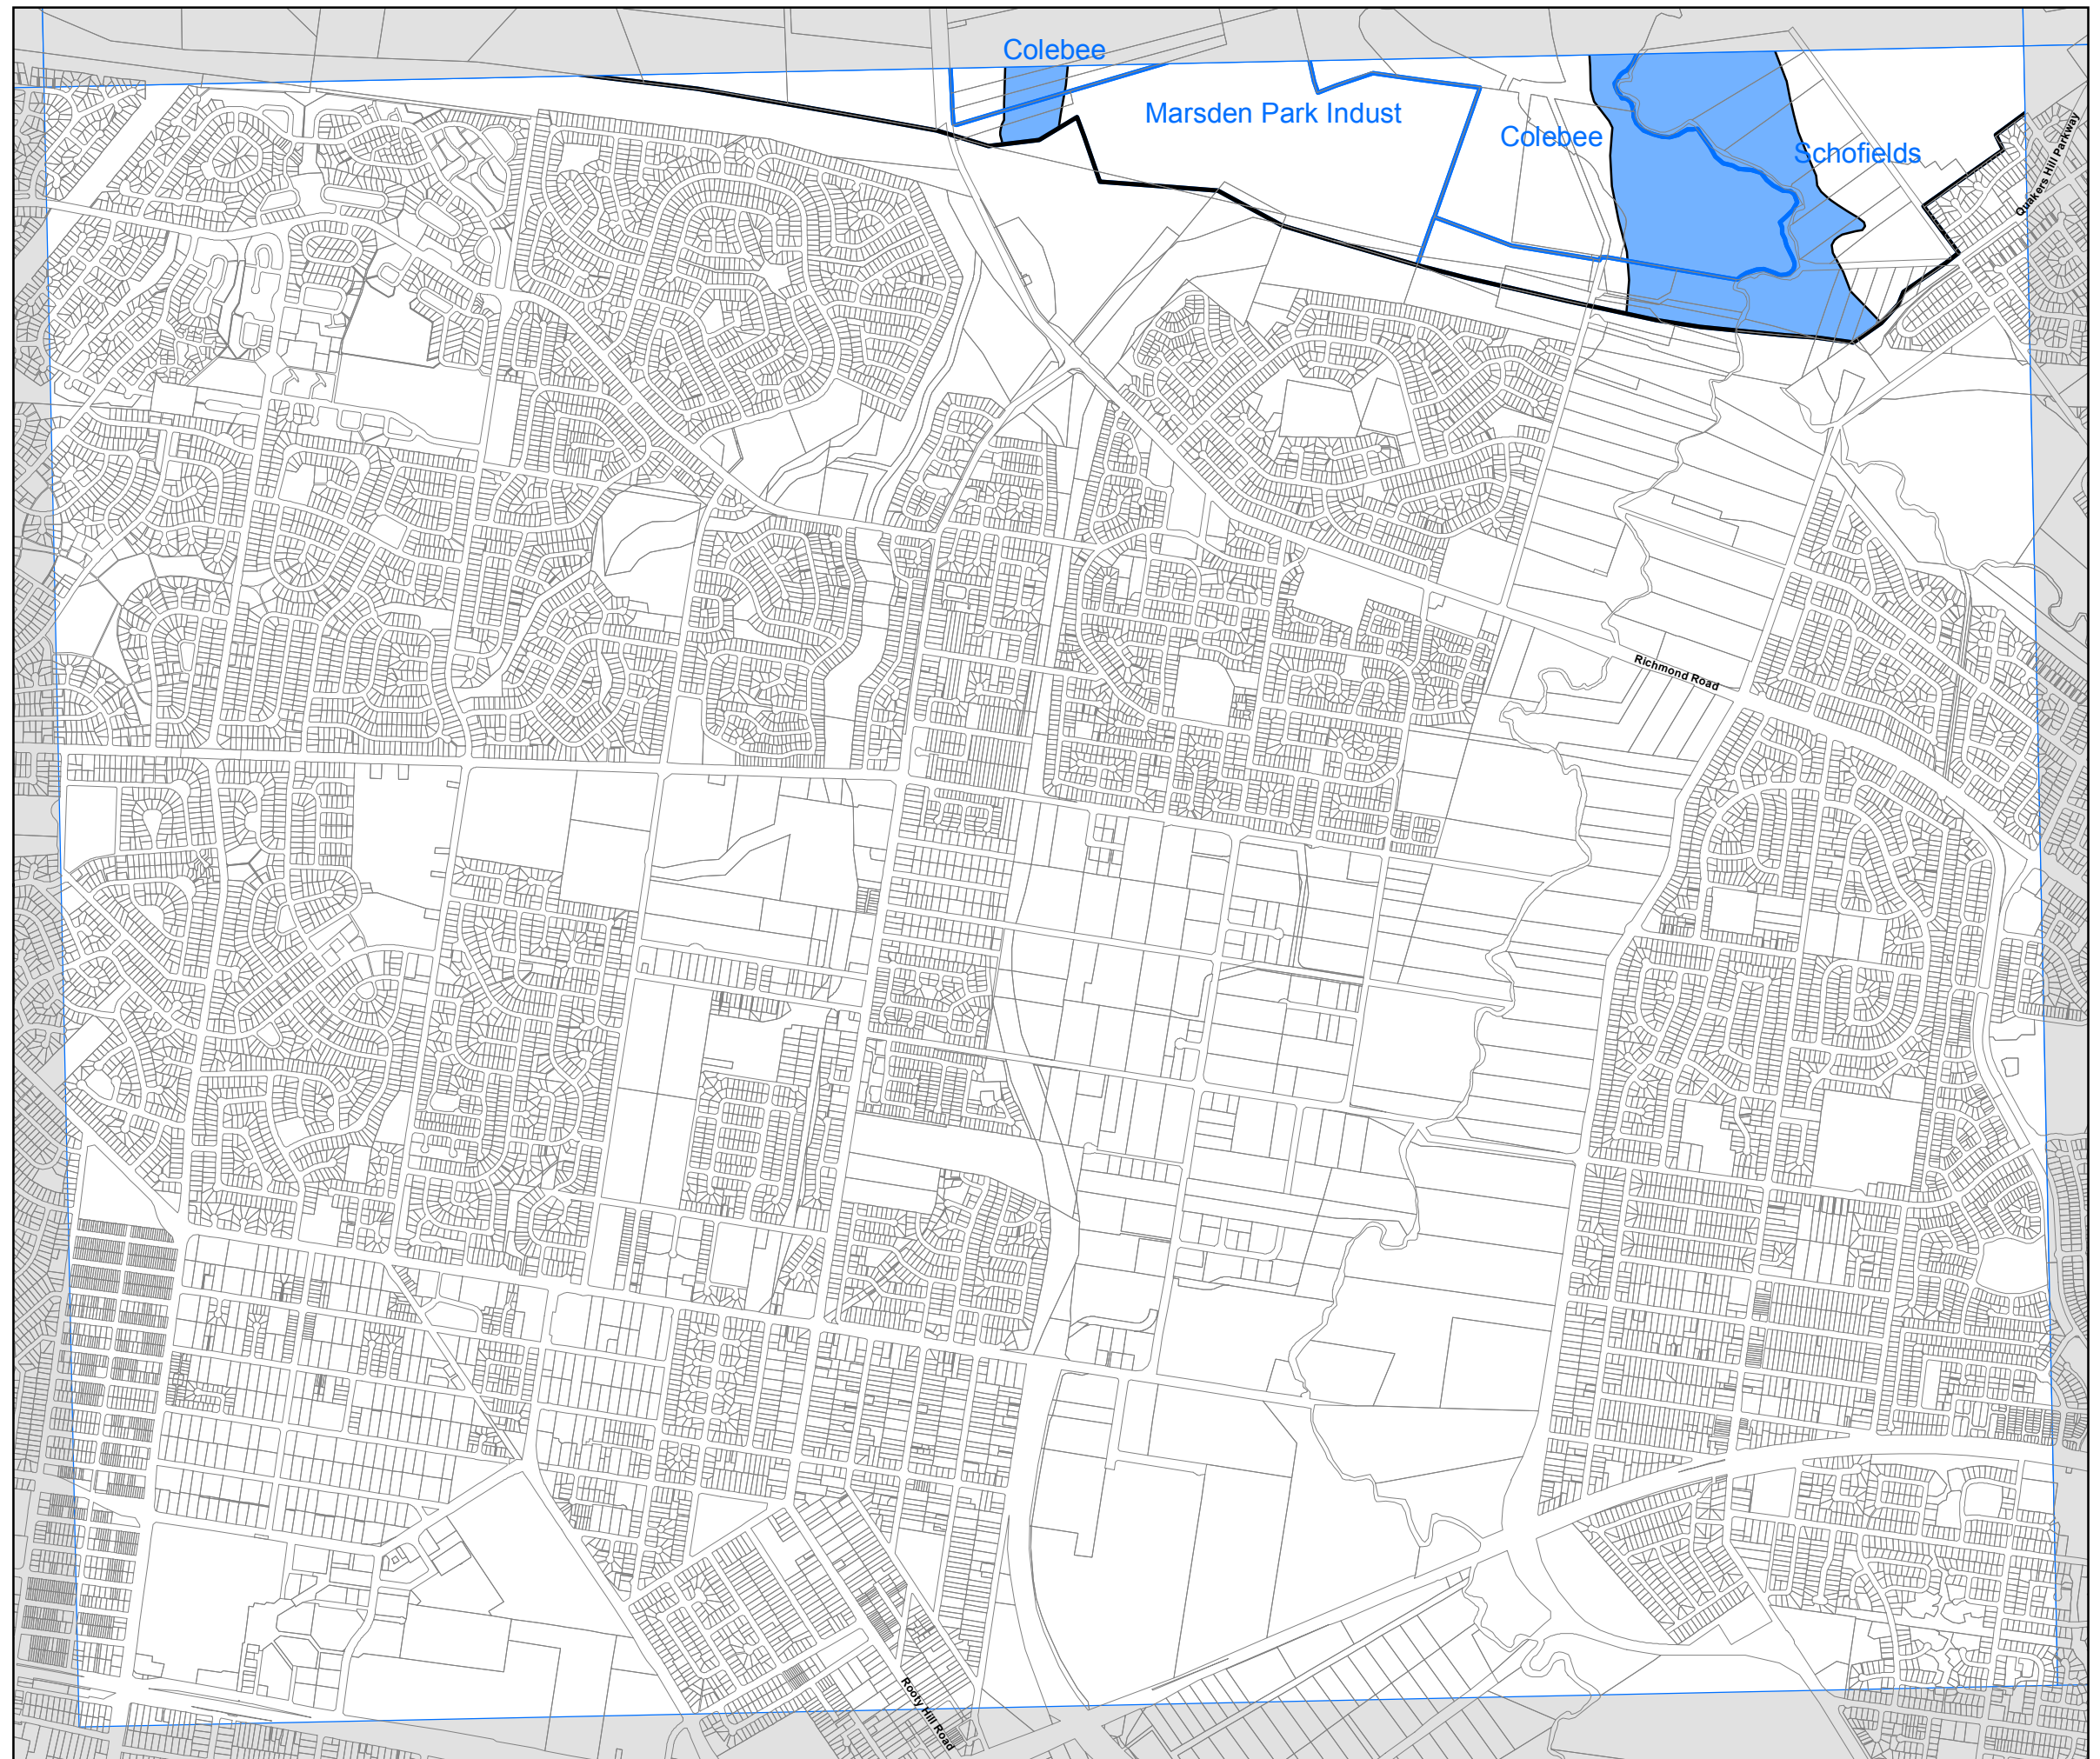 Colebee
Marsden Park Indust
Colebee
Schofields
Quakers Hill Parkway
Richmond Road
Rooty Hill Road